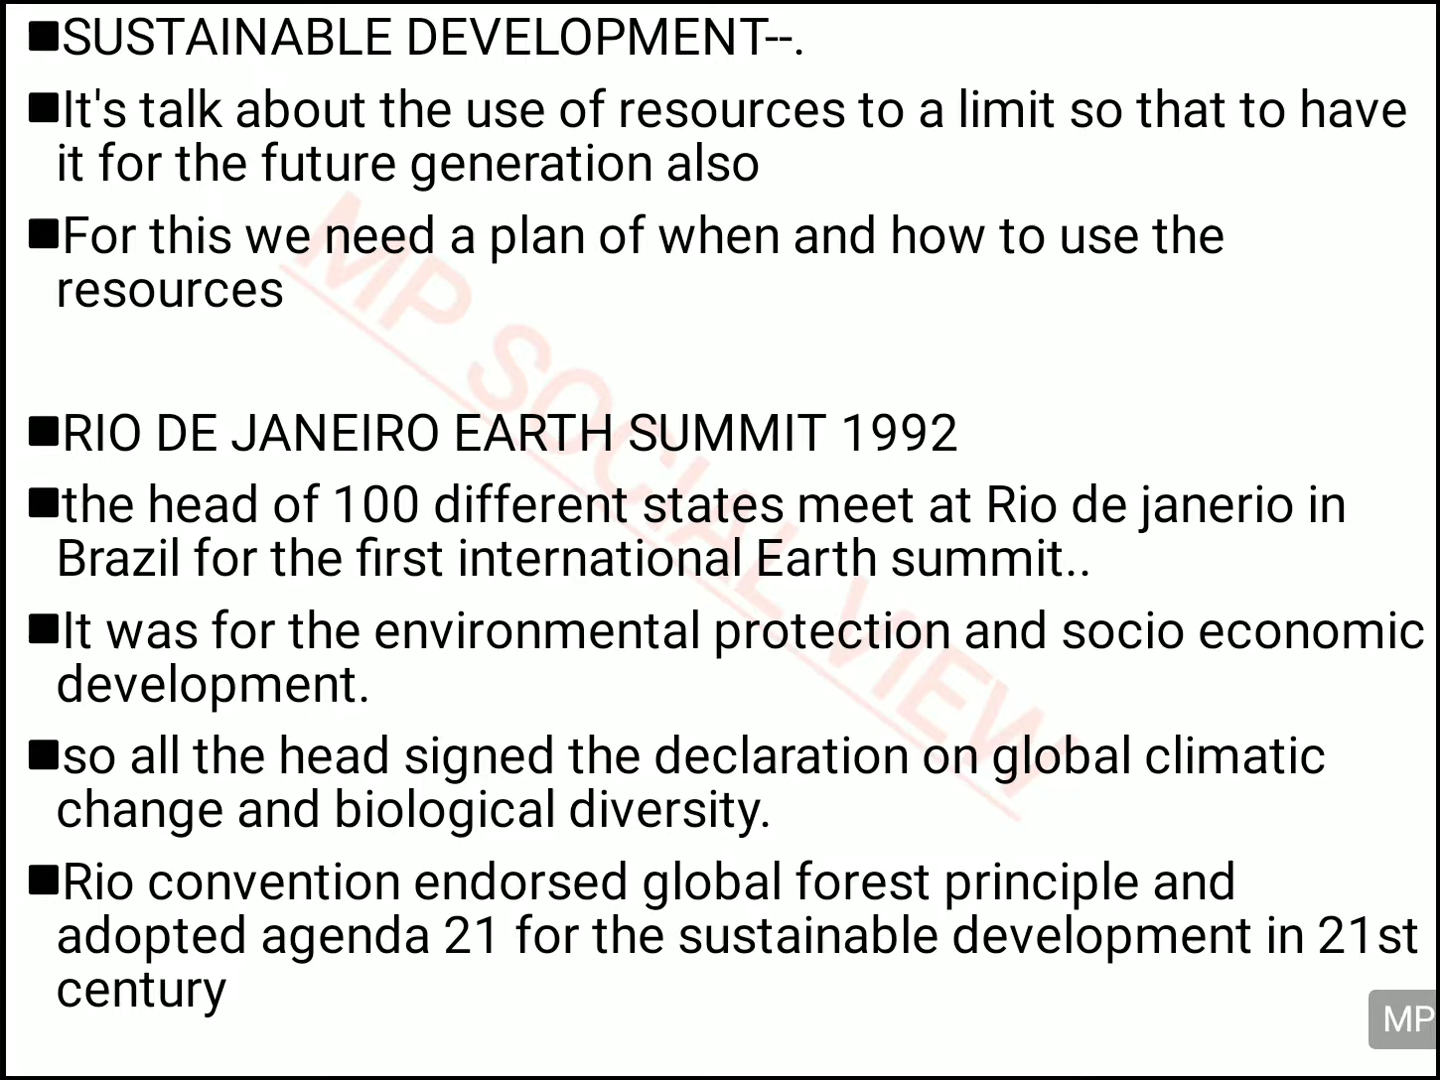 ■SUSTAINABLE DEVELOPMENT--.
■It's talk about the use of resources to a limit so that to have
it for the future generation also
■For this we need a plan of when and how to use the
resources
■RIO DE JANEIRO EARTH SUMMIT 1992
■the head of 100 different states meet at Rio de janerio in
Brazil for the first international Earth summit..
■It was for the environmental protection and socio economic
development.
■so all the head signed the declaration on global climatic
change and biological diversity.
■Rio convention endorsed global forest principle and
adopted agenda 21 for the sustainable development in 21st
century
MP SOCIAL VIEW
MP